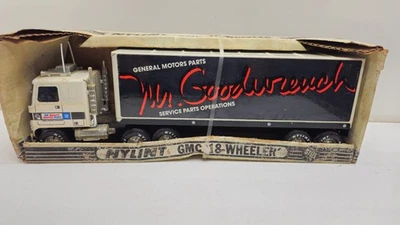 GENERAL MOTORS PARTS
Mr. Goodwrench
SERVICE PARTS OPERATIONS
NYLINT GMC 18-WHEELER